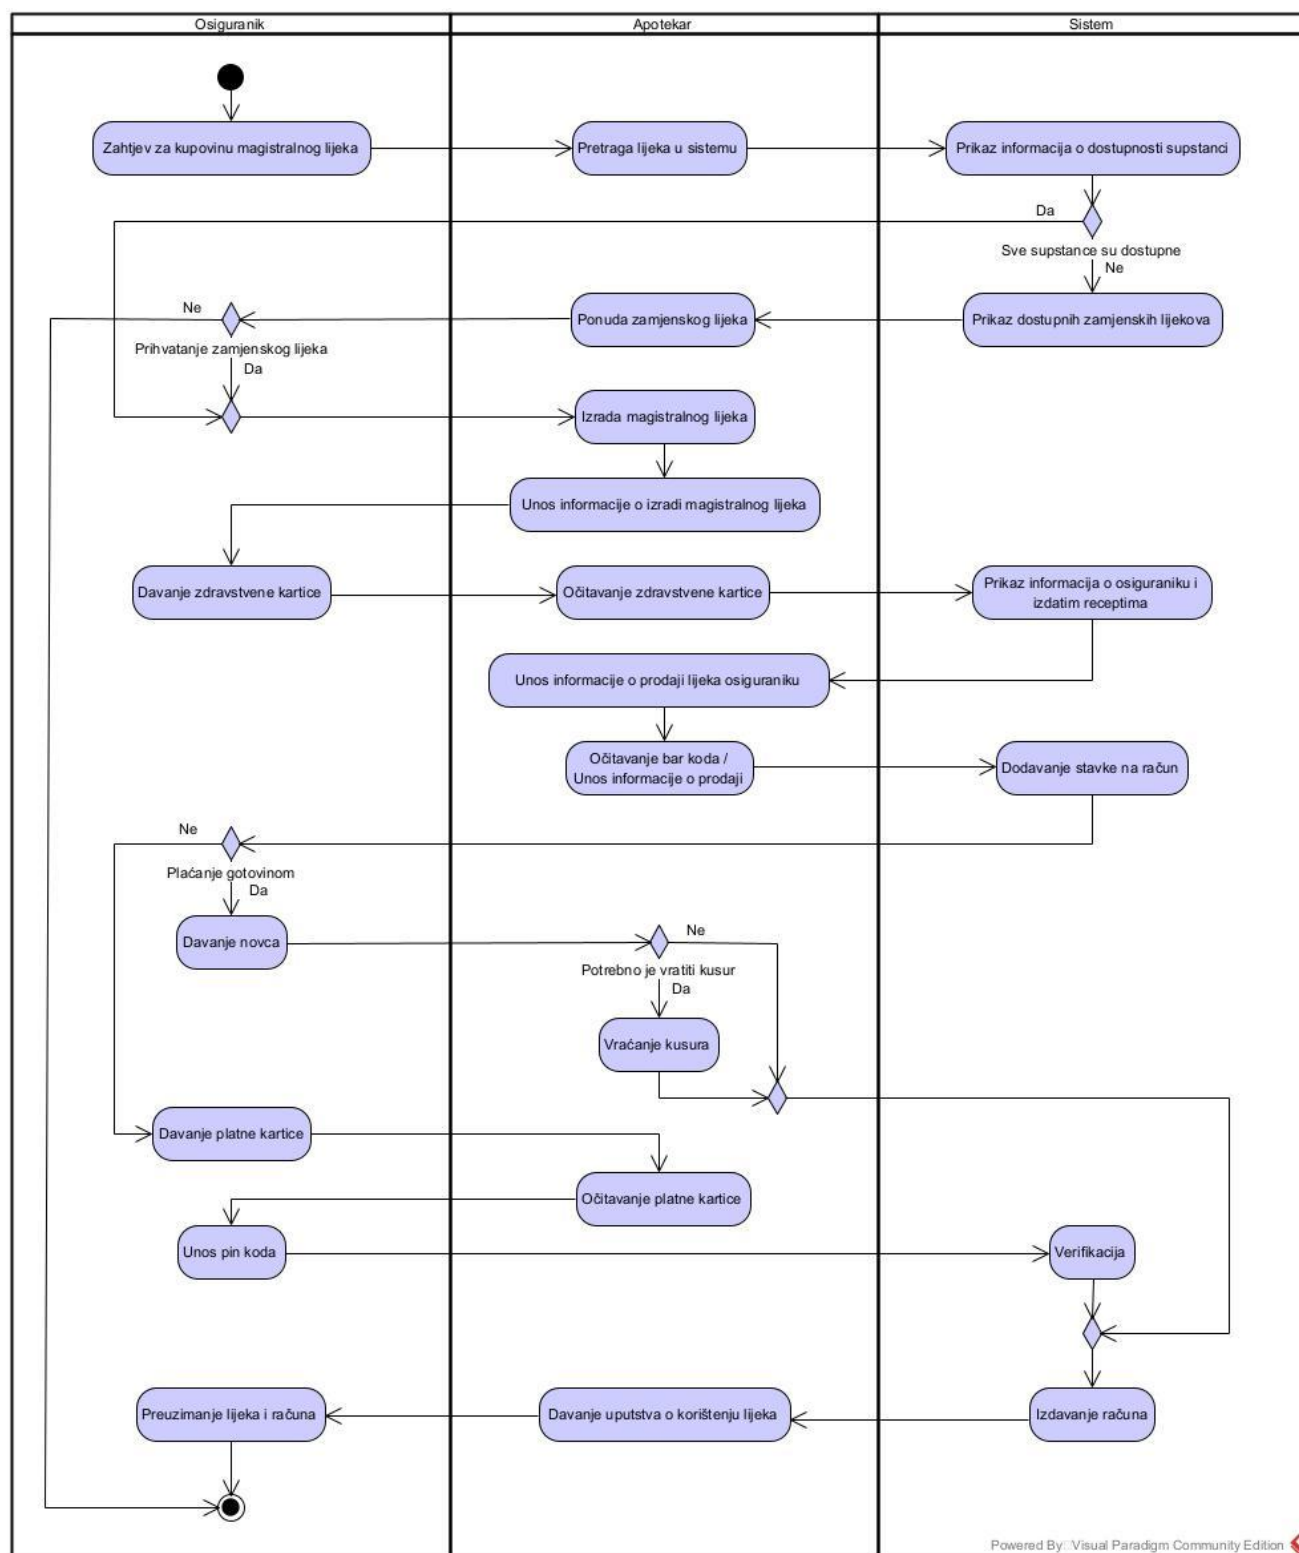 Osiguranik
Apotekar
Sistem
Zahtjev za kupovinu magistralnog lijeka
Pretraga lijeka u sistemu
Prikaz informacija o dostupnosti supstanci
Da
Sve supstance su dostupne
Ne
Ne
Ponuda zamjenskog lijeka
Prikaz dostupnih zamjenskih lijekova
Prihvatanje zamjenskog lijeka
Da
Izrada magistralnog lijeka
Unos informacije o izradi magistralnog lijeka
Davanje zdravstvene kartice
Očitavanje zdravstvene kartice
Prikaz informacija o osiguraniku i
izdatim receptima
Unos informacije o prodaji lijeka osiguraniku
Očitavanje bar koda /
Unos informacije o prodaji
Dodavanje stavke na račun
Ne
Plaćanje gotovinom
Da
Davanje novca
Ne
Potrebno je vratiti kusur
Da
Vraćanje kusura
Davanje platne kartice
Očitavanje platne kartice
Unos pin koda
Verifikacija
Preuzimanje lijeka i računa
Davanje uputstva o korištenju lijeka
Izdavanje računa
Powered By Visual Paradigm Community Edition